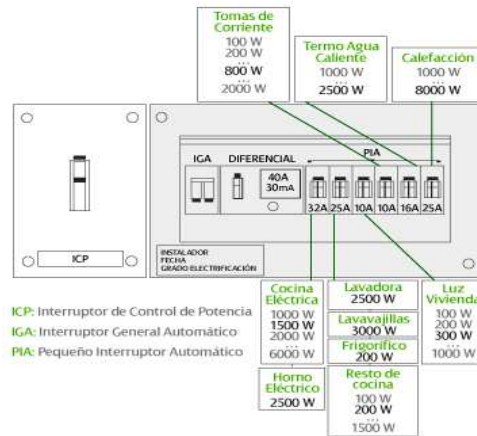 Tomas de
Corriente
100 W
200 W
...
800 W
...
2000 W
Termo Agua
Caliente
1000 W
...
2500 W
Calefacción
1000 W
...
8000 W
IGA
DIFERENCIAL
PIA
40A
30mA
32A
25A
10A
10A
16A
25A
ICP
INSTALADOR
FECHA
GRADO ELECTRIFICACIÓN
ICP: Interruptor de Control de Potencia
IGA: Interruptor General Automático
PIA: Pequeño Interruptor Automático
Cocina
Eléctrica
1000 W
1500 W
2000 W
...
6000 W
Horno
Eléctrico
2500 W
Lavadora
2500 W
Lavavajillas
3000 W
Frigorífico
200 W
Resto de
cocina
100 W
200 W
...
1500 W
Luz
Vivienda
100 W
200 W
300 W
...
1000 W